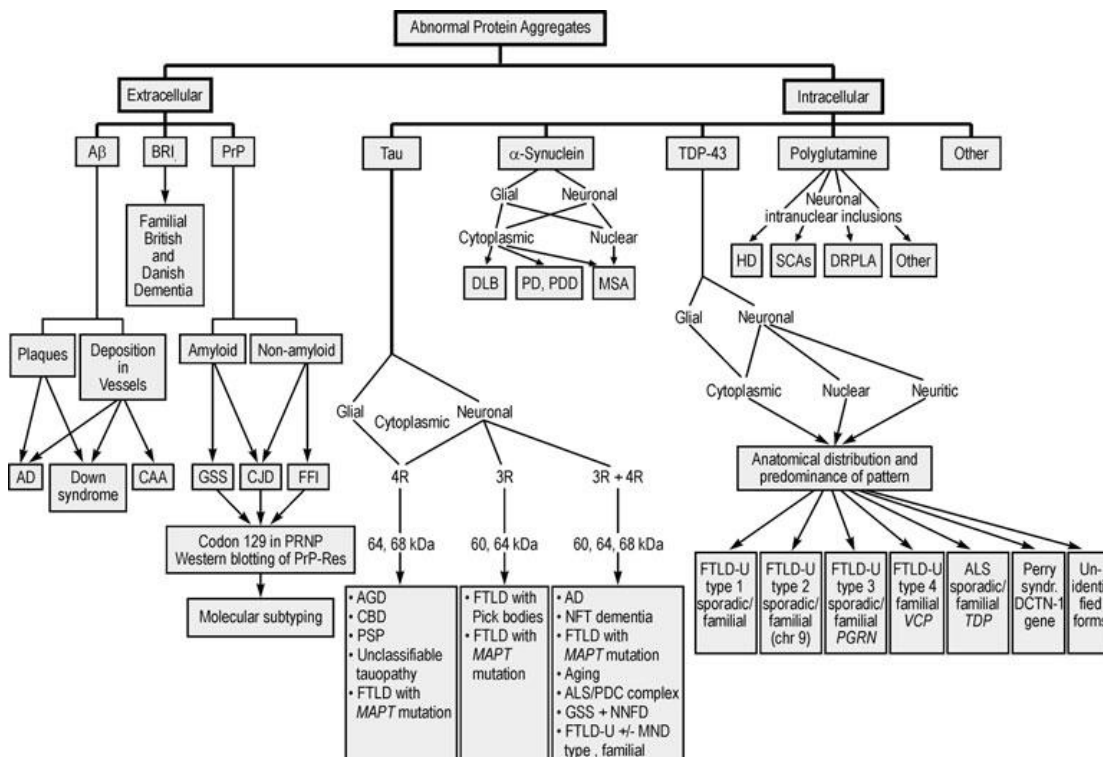 Abnormal Protein Aggregates
Extracellular
Intracellular
Aβ
BRI
PrP
Tau
α-Synuclein
TDP-43
Polyglutamine
Other
Familial
British
and
Danish
Dementia
Glial
Neuronal
Cytoplasmic
Nuclear
DLB
PD, PDD
MSA
Neuronal
intranuclear inclusions
HD
SCAs
DRPLA
Other
Plaques
Deposition
in
Vessels
Amyloid
Non-amyloid
AD
Down
syndrome
CAA
GSS
CJD
FFI
Codon 129 in PRNP
Western blotting of PrP-Res
Molecular subtyping
Glial
Cytoplasmic
Neuronal
4R
3R
3R + 4R
64, 68 kDa
60, 64 kDa
60, 64, 68 kDa
• AGD
• CBD
• PSP
• Unclassifiable
tauopathy
• FTLD with
MAPT mutation
• FTLD with
Pick bodies
• FTLD with
MAPT
mutation
• AD
• NFT dementia
• FTLD with
MAPT mutation
• Aging
• ALS/PDC complex
• GSS + NNFD
• FTLD-U +/- MND
type , familial
Glial
Neuronal
Cytoplasmic
Nuclear
Neuritic
Anatomical distribution and
predominance of pattern
FTLD-U
type 1
sporadic/
familial
FTLD-U
type 2
sporadic/
familial
(chr 9)
FTLD-U
type 3
sporadic/
familial
PGRN
FTLD-U
type 4
familial
VCP
ALS
sporadic/
familial
TDP
Perry
syndr.
DCTN-1
gene
Un-
identi
fied
forms